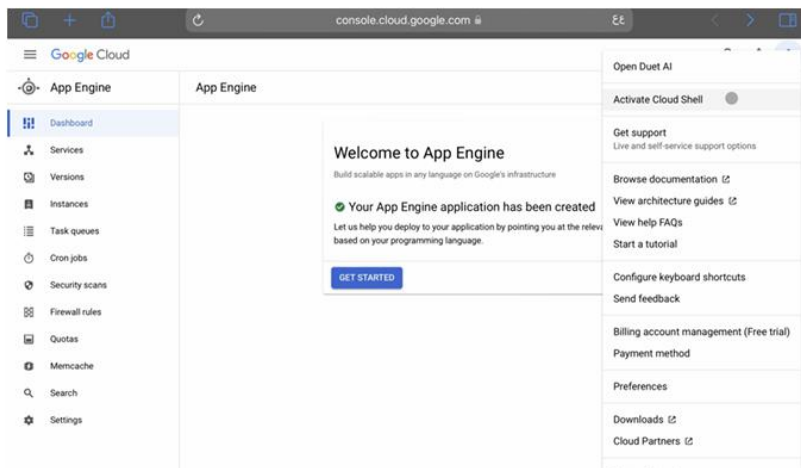 console.cloud.google.com
٤٤
Google Cloud
App Engine
App Engine
Dashboard
Services
Versions
Instances
Task queues
Cron jobs
Security scans
Firewall rules
Quotas
Memcache
Search
Settings
Welcome to App Engine
Build scalable apps in any language on Google's infrastructure
Your App Engine application has been created
Let us help you deploy to your application by pointing you at the
based on your programming language.
GET STARTED
Open Duet AI
Activate Cloud Shell
Get support
Live and self-service support options
Browse documentation
View architecture guides
View help FAQs
Start a tutorial
Configure keyboard shortcuts
Send feedback
Billing account management (Free trial)
Payment method
Preferences
Downloads
Cloud Partners